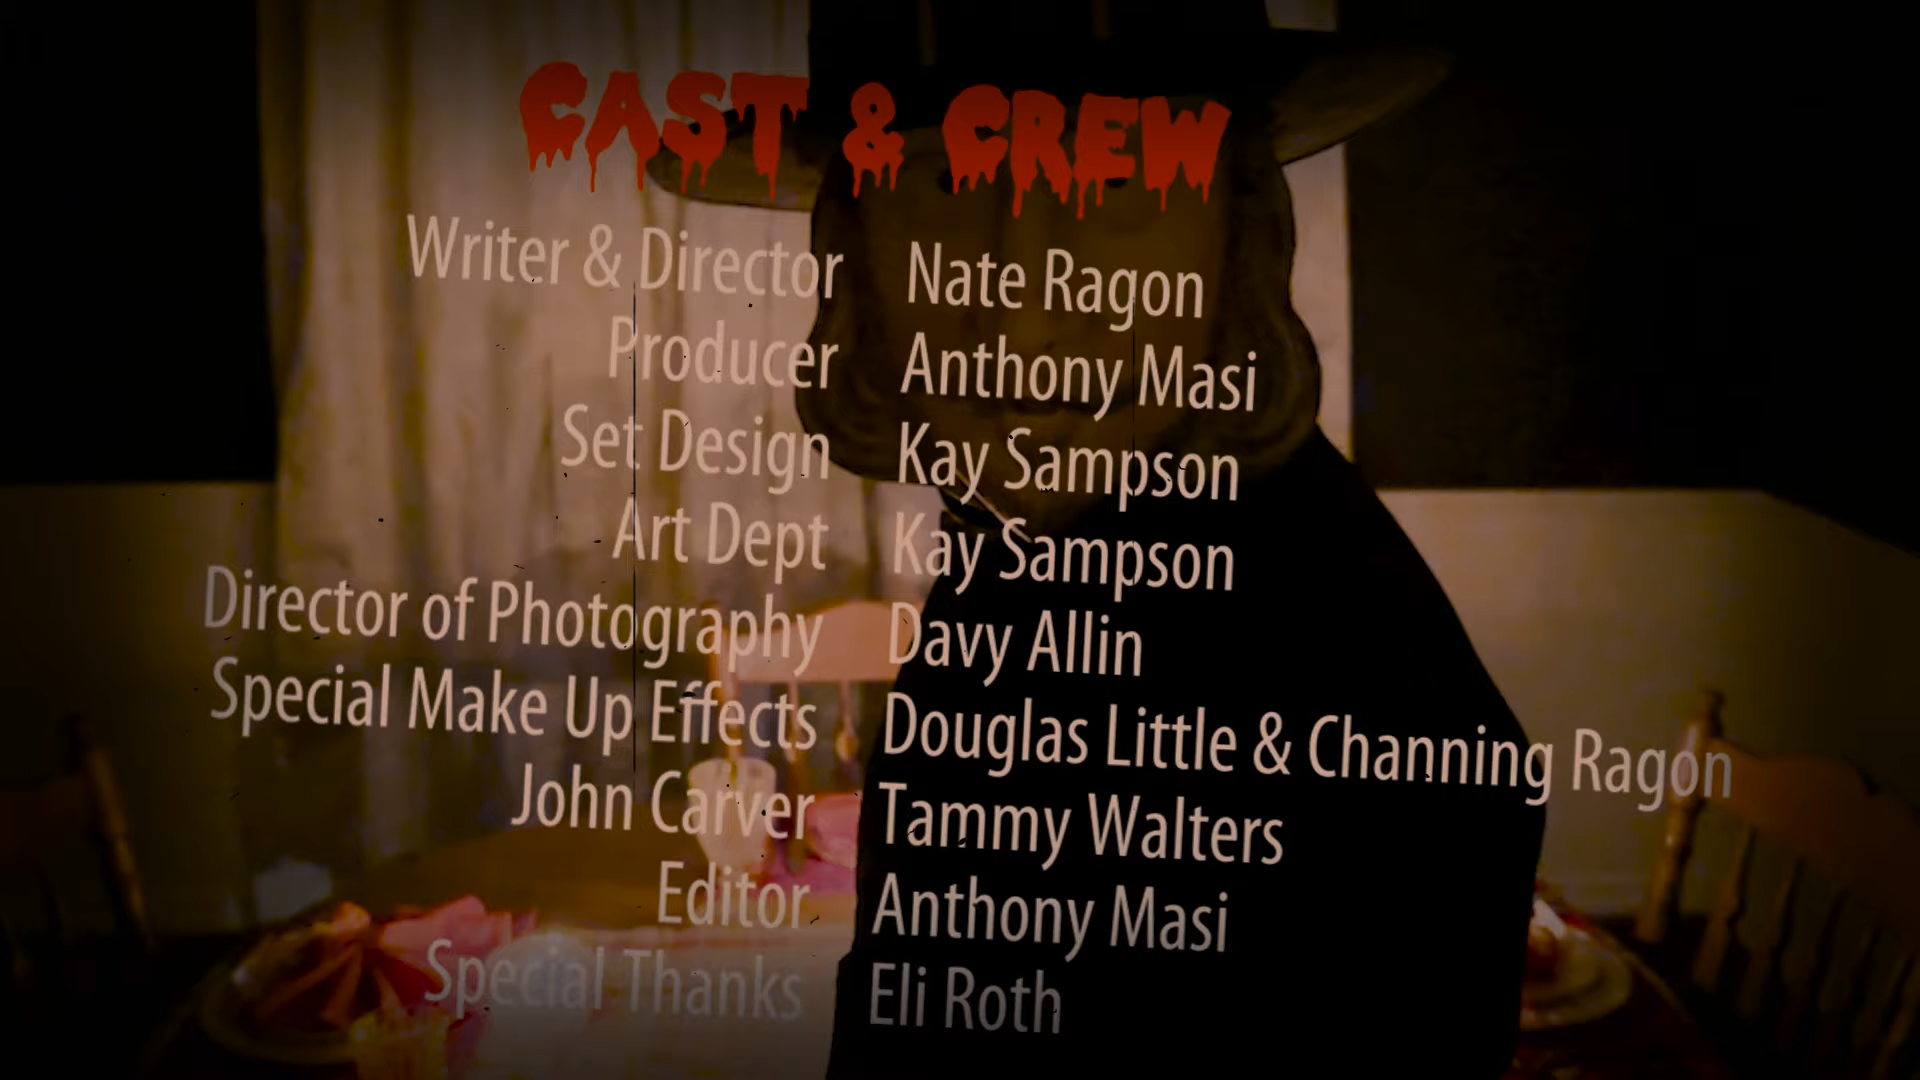 CAST & CREW
Writer & Director Nate Ragon
Producer Anthony Masi
Set Design Kay Sampson
Art Dept Kay Sampson
Director of Photography Davy Allin
Special Make Up Effects Douglas Little & Channing Ragon
John Carver Tammy Walters
Editor Anthony Masi
Special Thanks Eli Roth